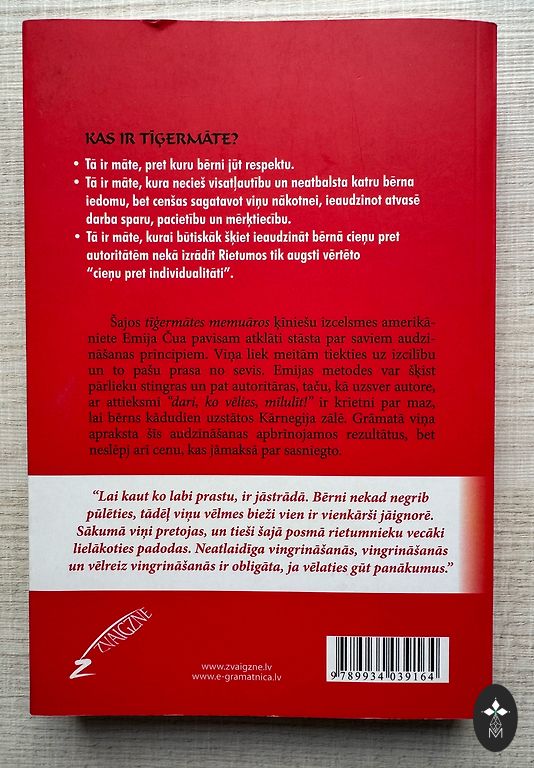 KAS IR TĪĢERMĀTE?
• Tā ir māte, pret kuru bērni jūt respektu.
• Tā ir māte, kura necieš visatļautību un neatbalsta katru bērna
iedomu, bet cenšas sagatavot viņu nākotnei, ieaudzinot atvasē
darba sparu, pacietību un mērķtiecību.
• Tā ir māte, kurai būtiskāk šķiet ieaudzināt bērnā cieņu pret
autoritātēm nekā izrādīt Rietumos tik augsti vērtēto
“cieņu pret individualitāti”.
Šajos tīģermātes memuāros ķīniešu izcelsmes amerikā-
niete Emija Čua pavisam atklāti stāsta par saviem audzi-
nāšanas principiem. Viņa liek meitām tiekties uz izcilību
un to pašu prasa no sevis. Emijas metodes var šķist
pārlieku stingras un pat autoritāras, taču, kā uzsver autore,
ar attieksmi “dari, ko vēlies, mīlulīt!” ir krietni par maz,
lai bērns kādudien uzstātos Kārnegija zālē. Grāmatā viņa
apraksta šīs audzināšanas apbrīnojamos rezultātus, bet
neslēpj arī cenu, kas jāmaksā par sasniegto.
“Lai kaut ko labi prastu, ir jāstrādā. Bērni nekad negrib
pūlēties, tādēļ viņu vēlmes bieži vien ir vienkārši jāignorē.
Sākumā viņi pretojas, un tieši šajā posmā rietumnieku vecāki
lielākoties padodas. Neatlaidīga vingrināšanās, vingrināšanās
un vēlreiz vingrināšanās ir obligāta, ja vēlaties gūt panākumus.”
ZVAIGZNE
www.zvaigzne.lv
www.e-gramatnica.lv
9 789934 039164
M